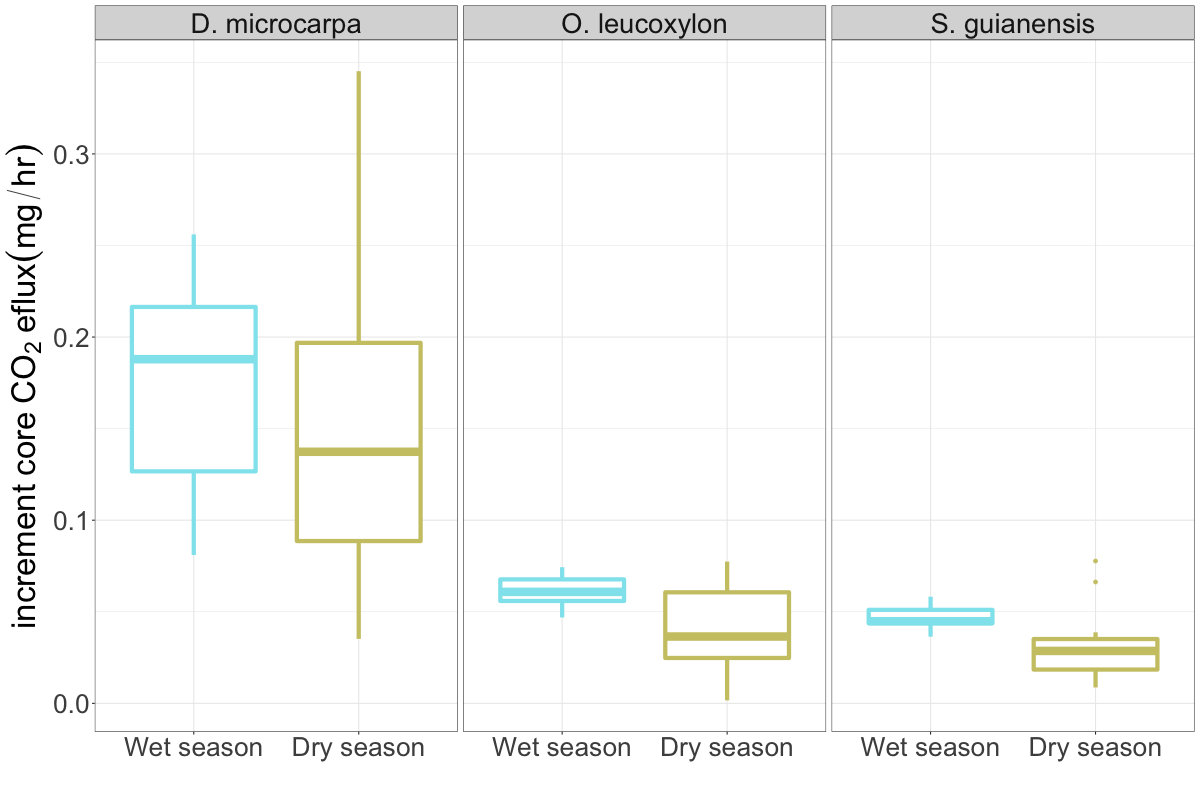 D. microcarpa
O. leucoxylon
S. guianensis
increment core CO₂ eflux(mg/hr)
0.3
0.2
0.1
0.0
Wet season Dry season
Wet season Dry season
Wet season Dry season